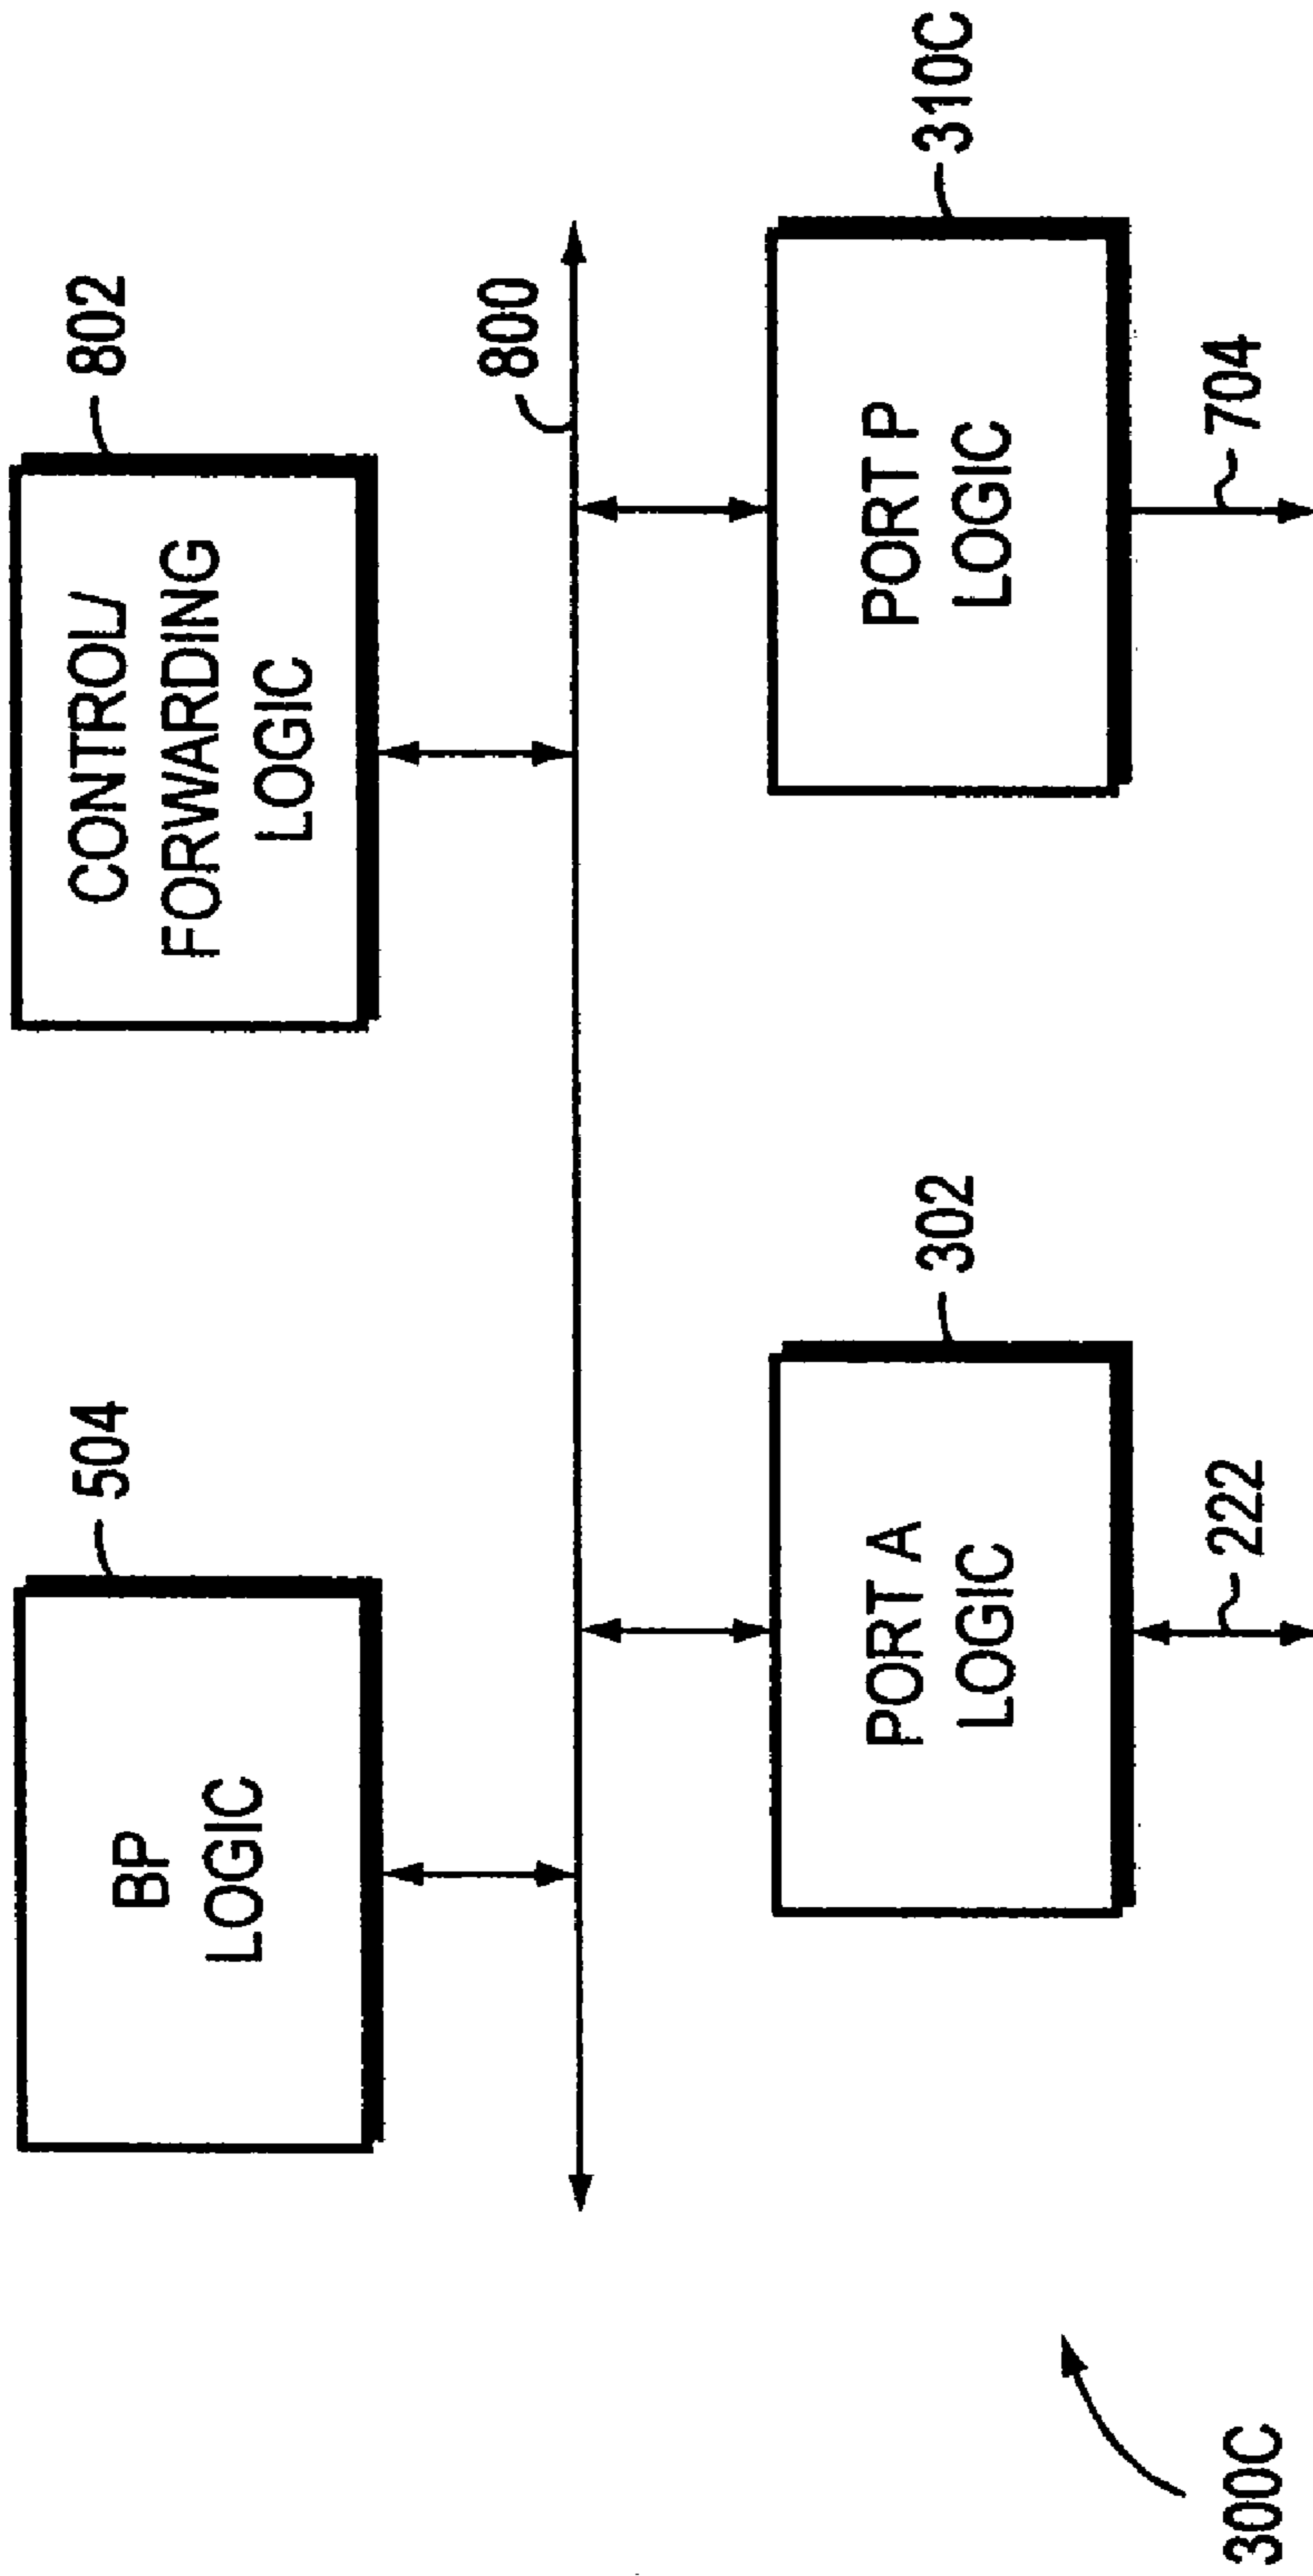 504
BP
LOGIC
802
CONTROL/
FORWARDING
LOGIC
800
302
PORT A
LOGIC
310C
PORT P
LOGIC
222
704
300C